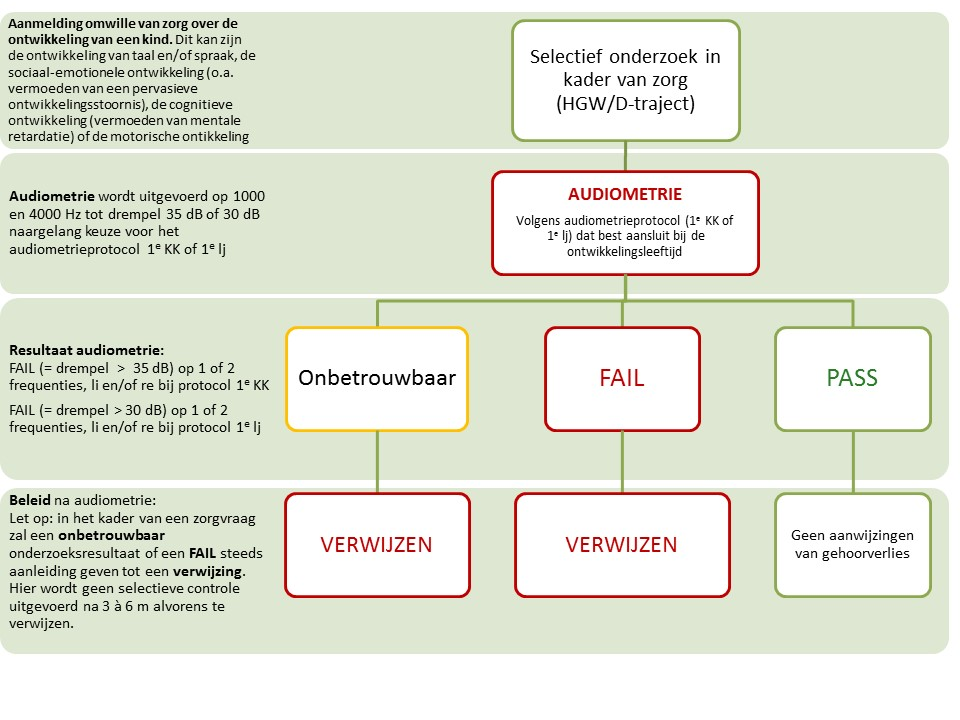 Aanmelding omwille van zorg over de
ontwikkeling van een kind. Dit kan zijn
de ontwikkeling van taal en/of spraak, de
sociaal-emotionele ontwikkeling (o.a.
vermoeden van een pervasieve
ontwikkelingsstoornis), de cognitieve
ontwikkeling (vermoeden van mentale
retardatie) of de motorische ontikkeling
Selectief onderzoek in
kader van zorg
(HGW/D-traject)
Audiometrie wordt uitgevoerd op 1000
en 4000 Hz tot drempel 35 dB of 30 dB
naargelang keuze voor het
audiometrieprotocol 1e KK of 1e lj
AUDIOMETRIE
Volgens audiometrieprotocol (1e KK of
1e lj) dat best aansluit bij de
ontwikkelingsleeftijd
Resultaat audiometrie:
FAIL (= drempel > 35 dB) op 1 of 2
frequenties, li en/of re bij protocol 1e KK
FAIL (= drempel > 30 dB) op 1 of 2
frequenties, li en/of re bij protocol 1e lj
Onbetrouwbaar
FAIL
PASS
Beleid na audiometrie:
Let op: in het kader van een zorgvraag
zal een onbetrouwbaar
onderzoeksresultaat of een FAIL steeds
aanleiding geven tot een verwijzing.
Hier wordt geen selectieve controle
uitgevoerd na 3 à 6 m alvorens te
verwijzen.
VERWIJZEN
VERWIJZEN
Geen aanwijzingen
van gehoorverlies